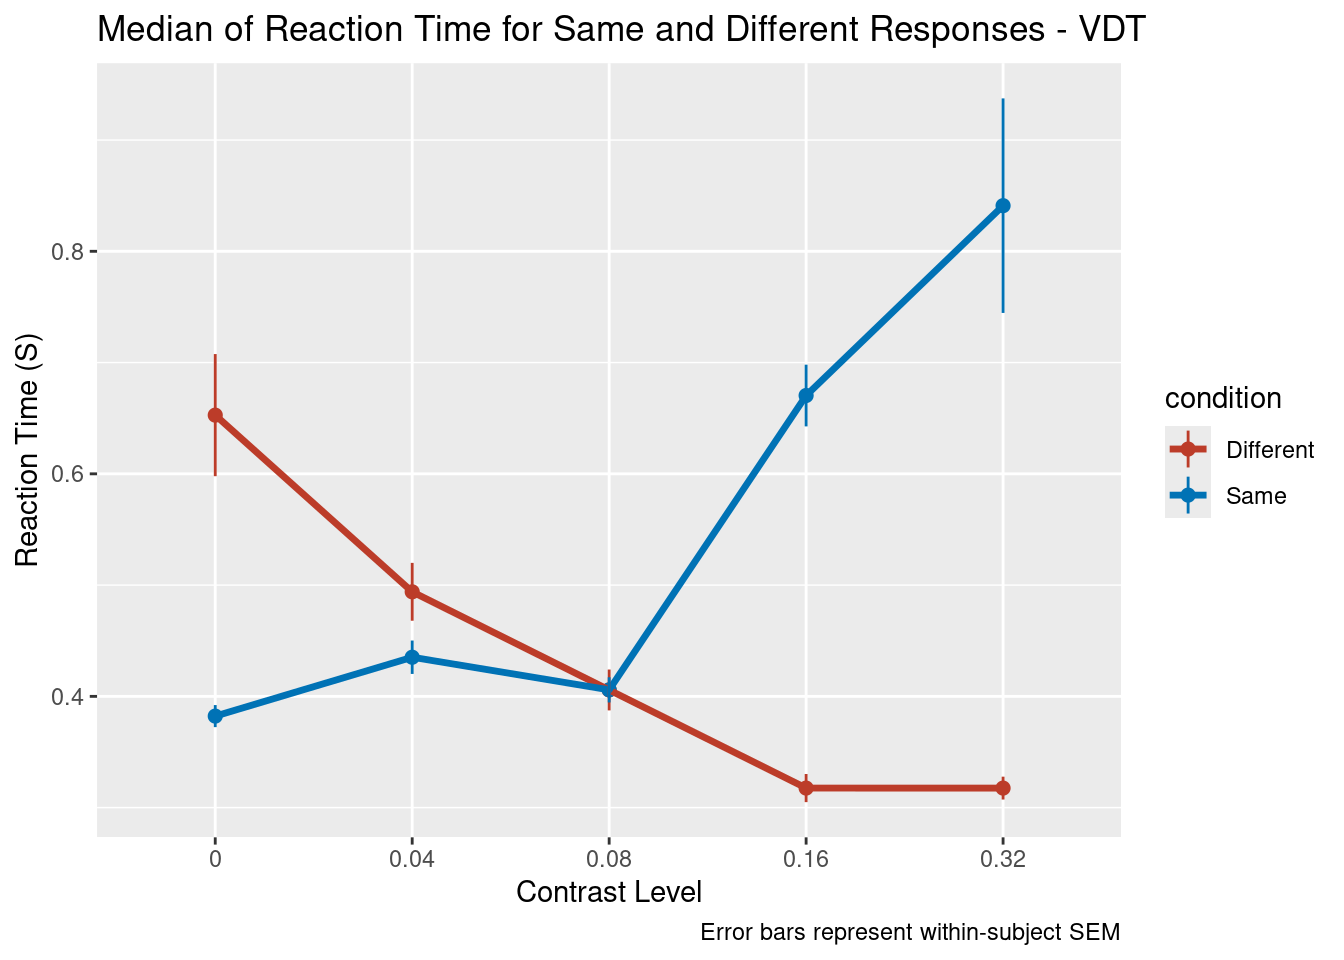 Median of Reaction Time for Same and Different Responses - VDT
0.8
0.6
0.4
Reaction Time (S)
0 0.04 0.08 0.16 0.32
Contrast Level
condition
Different
Same
Error bars represent within-subject SEM